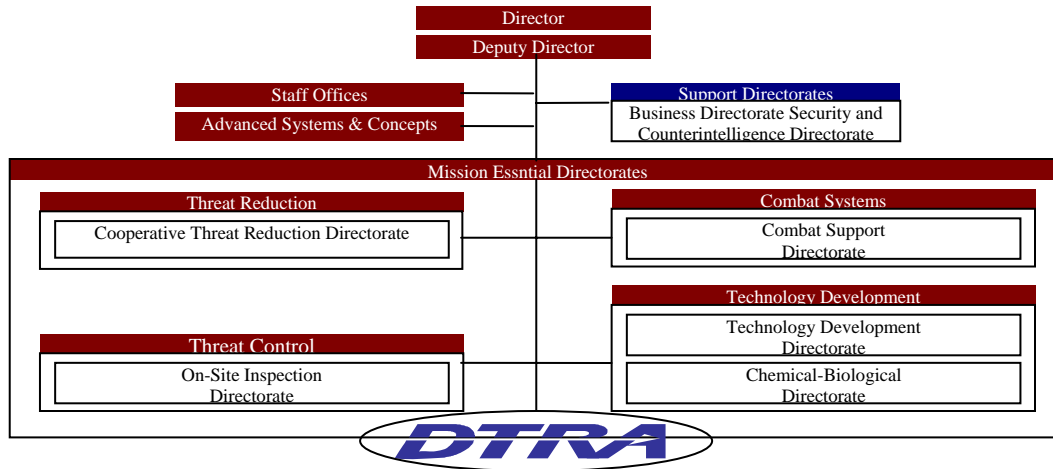 Director
Deputy Director
Staff Offices
Advanced Systems & Concepts
Support Directorates
Business Directorate Security and
Counterintelligence Directorate
Mission Essntial Directorates
Threat Reduction
Cooperative Threat Reduction Directorate
Combat Systems
Combat Support
Directorate
Threat Control
On-Site Inspection
Directorate
Technology Development
Technology Development
Directorate
Chemical-Biological
Directorate
DTRA